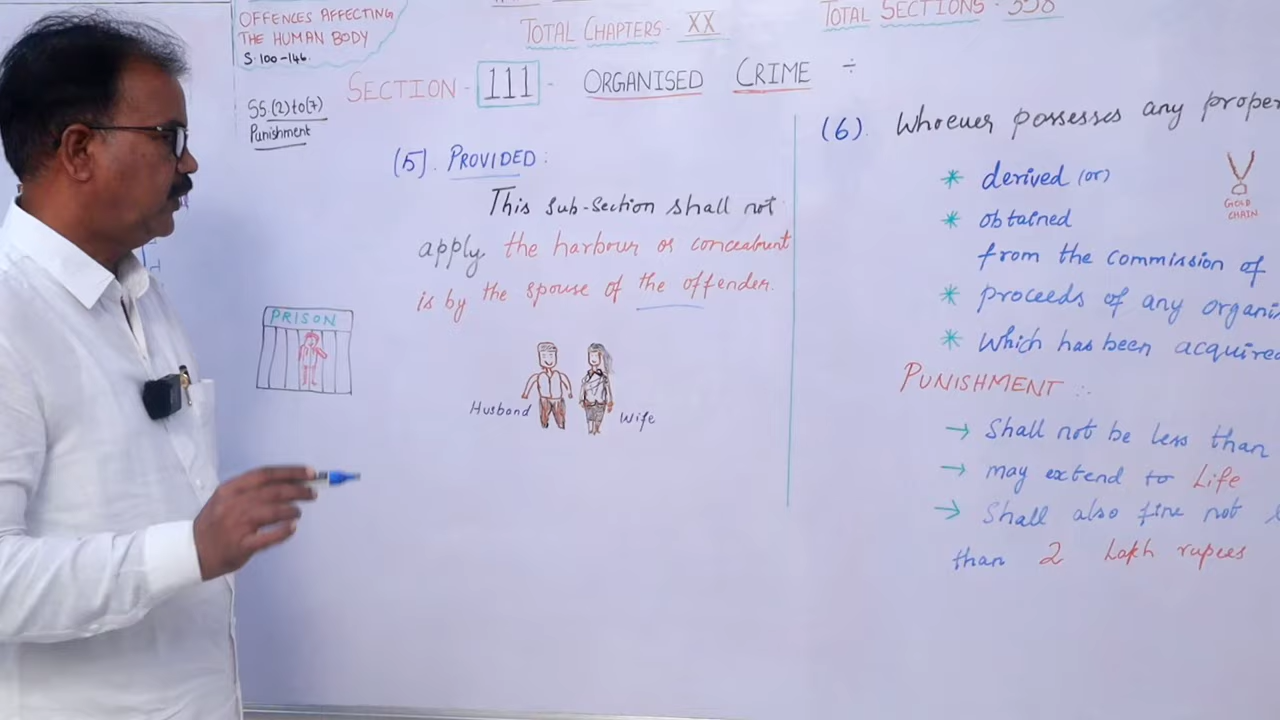 OFFENCES AFFECTING
THE HUMAN BODY
S. 100-146.
TOTAL CHAPTERS - XX
TOTAL SECTIONS - 358
SECTION - 111 - ORGANISED CRIME ÷
SS.(2) to (7)
Punishment
(5). PROVIDED:
This sub-section shall not
apply the harbour or concealment
is by the spouse of the offender.
PRISON
Husband
Wife
(6). Whoever possesses any proper
* derived (or)
* obtained
from the commission of
* proceeds of any organi
* which has been acquired
GOLD
CHAIN
PUNISHMENT :.
→ Shall not be less than
→ may extend to Life
→ Shall also fine not
than 2 Lakh rupees